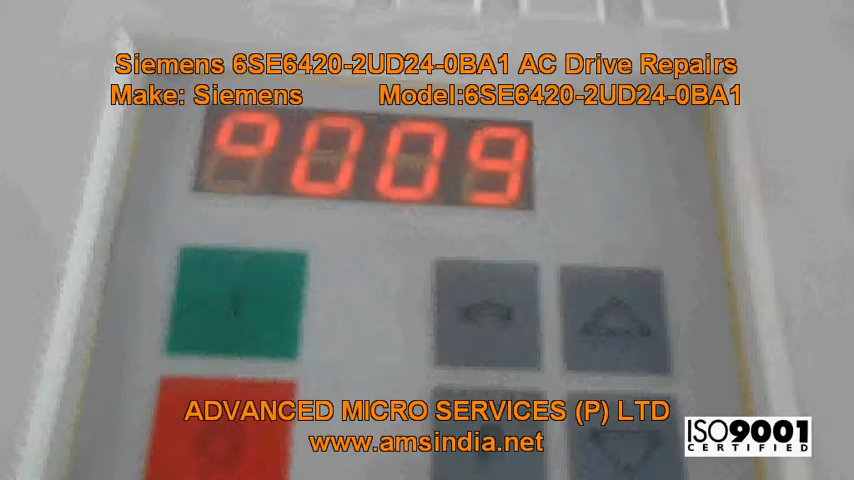 Siemens 6SE6420-2UD24-0BA1 AC Drive Repairs
Make: Siemens Model:6SE6420-2UD24-0BA1
°009
ADVANCED MICRO SERVICES (P) LTD
www.amsindia.net
ISO9001
CERTIFIED